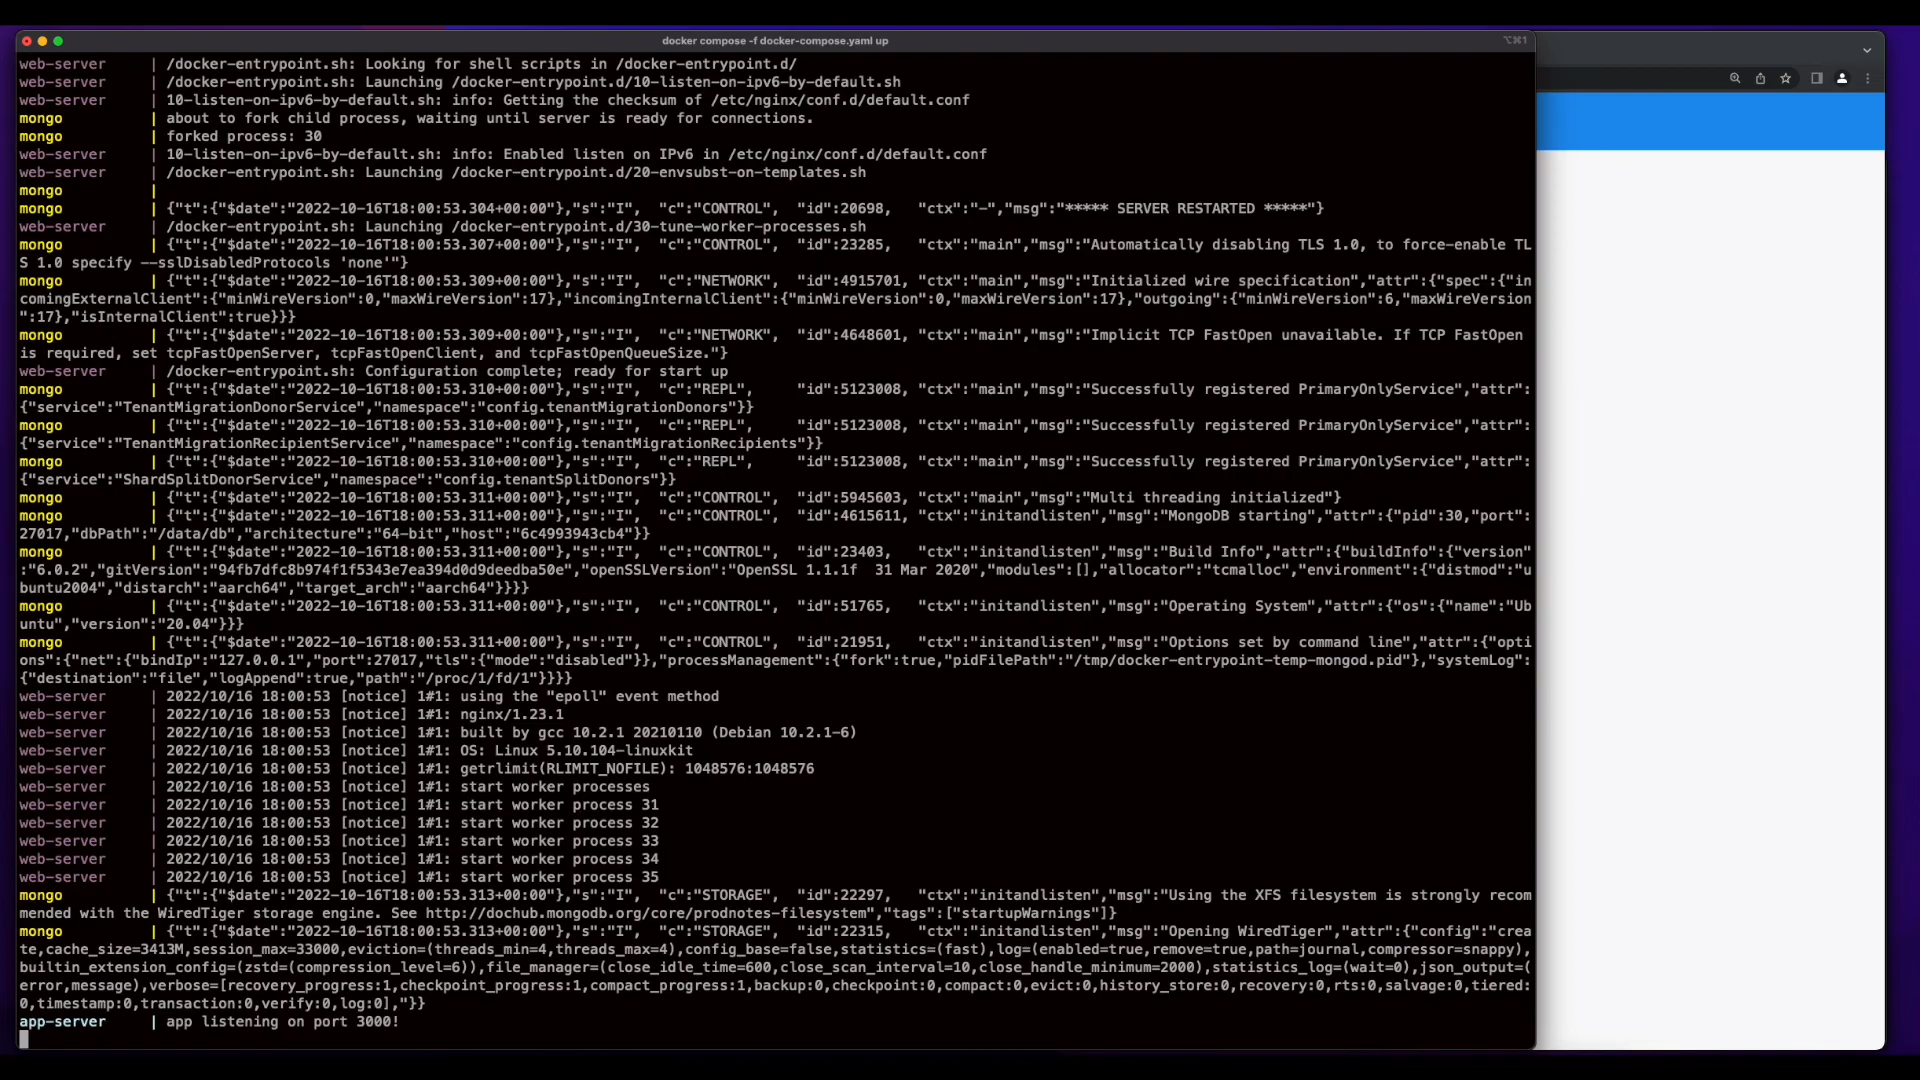 docker compose -f docker-compose.yaml up
⌥⌘1
web-server | /docker-entrypoint.sh: Looking for shell scripts in /docker-entrypoint.d/
web-server | /docker-entrypoint.sh: Launching /docker-entrypoint.d/10-listen-on-ipv6-by-default.sh
web-server | 10-listen-on-ipv6-by-default.sh: info: Getting the checksum of /etc/nginx/conf.d/default.conf
mongo | about to fork child process, waiting until server is ready for connections.
mongo | forked process: 30
web-server | 10-listen-on-ipv6-by-default.sh: info: Enabled listen on IPv6 in /etc/nginx/conf.d/default.conf
web-server | /docker-entrypoint.sh: Launching /docker-entrypoint.d/20-envsubst-on-templates.sh
mongo |
mongo | {"t":{"$date":"2022-10-16T18:00:53.304+00:00"},"s":"I", "c":"CONTROL", "id":20698, "ctx":"-","msg":"***** SERVER RESTARTED *****"}
web-server | /docker-entrypoint.sh: Launching /docker-entrypoint.d/30-tune-worker-processes.sh
mongo | {"t":{"$date":"2022-10-16T18:00:53.307+00:00"},"s":"I", "c":"CONTROL", "id":23285, "ctx":"main","msg":"Automatically disabling TLS 1.0, to force-enable TL
S 1.0 specify --sslDisabledProtocols 'none'"}
mongo | {"t":{"$date":"2022-10-16T18:00:53.309+00:00"},"s":"I", "c":"NETWORK", "id":4915701, "ctx":"main","msg":"Initialized wire specification","attr":{"spec":{"in
comingExternalClient":{"minWireVersion":0,"maxWireVersion":17},"incomingInternalClient":{"minWireVersion":0,"maxWireVersion":17},"outgoing":{"minWireVersion":6,"maxWireVersion
":17},"isInternalClient":true}}}
mongo | {"t":{"$date":"2022-10-16T18:00:53.309+00:00"},"s":"I", "c":"NETWORK", "id":4648601, "ctx":"main","msg":"Implicit TCP FastOpen unavailable. If TCP FastOpen
is required, set tcpFastOpenServer, tcpFastOpenClient, and tcpFastOpenQueueSize."}
web-server | /docker-entrypoint.sh: Configuration complete; ready for start up
mongo | {"t":{"$date":"2022-10-16T18:00:53.310+00:00"},"s":"I", "c":"REPL", "id":5123008, "ctx":"main","msg":"Successfully registered PrimaryOnlyService","attr":
{"service":"TenantMigrationDonorService","namespace":"config.tenantMigrationDonors"}}
mongo | {"t":{"$date":"2022-10-16T18:00:53.310+00:00"},"s":"I", "c":"REPL", "id":5123008, "ctx":"main","msg":"Successfully registered PrimaryOnlyService","attr":
{"service":"TenantMigrationRecipientService","namespace":"config.tenantMigrationRecipients"}}
mongo | {"t":{"$date":"2022-10-16T18:00:53.310+00:00"},"s":"I", "c":"REPL", "id":5123008, "ctx":"main","msg":"Successfully registered PrimaryOnlyService","attr":
{"service":"ShardSplitDonorService","namespace":"config.tenantSplitDonors"}}
mongo | {"t":{"$date":"2022-10-16T18:00:53.311+00:00"},"s":"I", "c":"CONTROL", "id":5945603, "ctx":"main","msg":"Multi threading initialized"}
mongo | {"t":{"$date":"2022-10-16T18:00:53.311+00:00"},"s":"I", "c":"CONTROL", "id":4615611, "ctx":"initandlisten","msg":"MongoDB starting","attr":{"pid":30,"port":
27017,"dbPath":"/data/db","architecture":"64-bit","host":"6c4993943cb4"}}
mongo | {"t":{"$date":"2022-10-16T18:00:53.311+00:00"},"s":"I", "c":"CONTROL", "id":23403, "ctx":"initandlisten","msg":"Build Info","attr":{"buildInfo":{"version"
:"6.0.2","gitVersion":"94fb7dfc8b974f1f5343e7ea394d0d9deedba50e","openSSLVersion":"OpenSSL 1.1.1f 31 Mar 2020","modules":[],"allocator":"tcmalloc","environment":{"distmod":"u
buntu2004","distarch":"aarch64","target_arch":"aarch64"}}}}
mongo | {"t":{"$date":"2022-10-16T18:00:53.311+00:00"},"s":"I", "c":"CONTROL", "id":51765, "ctx":"initandlisten","msg":"Operating System","attr":{"os":{"name":"Ub
untu","version":"20.04"}}}
mongo | {"t":{"$date":"2022-10-16T18:00:53.311+00:00"},"s":"I", "c":"CONTROL", "id":21951, "ctx":"initandlisten","msg":"Options set by command line","attr":{"opti
ons":{"net":{"bindIp":"127.0.0.1","port":27017,"tls":{"mode":"disabled"}},"processManagement":{"fork":true,"pidFilePath":"/tmp/docker-entrypoint-temp-mongod.pid"},"systemLog":
{"destination":"file","logAppend":true,"path":"/proc/1/fd/1"}}}}
web-server | 2022/10/16 18:00:53 [notice] 1#1: using the "epoll" event method
web-server | 2022/10/16 18:00:53 [notice] 1#1: nginx/1.23.1
web-server | 2022/10/16 18:00:53 [notice] 1#1: built by gcc 10.2.1 20210110 (Debian 10.2.1-6)
web-server | 2022/10/16 18:00:53 [notice] 1#1: OS: Linux 5.10.104-linuxkit
web-server | 2022/10/16 18:00:53 [notice] 1#1: getrlimit(RLIMIT_NOFILE): 1048576:1048576
web-server | 2022/10/16 18:00:53 [notice] 1#1: start worker processes
web-server | 2022/10/16 18:00:53 [notice] 1#1: start worker process 31
web-server | 2022/10/16 18:00:53 [notice] 1#1: start worker process 32
web-server | 2022/10/16 18:00:53 [notice] 1#1: start worker process 33
web-server | 2022/10/16 18:00:53 [notice] 1#1: start worker process 34
web-server | 2022/10/16 18:00:53 [notice] 1#1: start worker process 35
mongo | {"t":{"$date":"2022-10-16T18:00:53.313+00:00"},"s":"I", "c":"STORAGE", "id":22297, "ctx":"initandlisten","msg":"Using the XFS filesystem is strongly recom
mended with the WiredTiger storage engine. See http://dochub.mongodb.org/core/prodnotes-filesystem","tags":["startupWarnings"]}
mongo | {"t":{"$date":"2022-10-16T18:00:53.313+00:00"},"s":"I", "c":"STORAGE", "id":22315, "ctx":"initandlisten","msg":"Opening WiredTiger","attr":{"config":"crea
te,cache_size=3413M,session_max=33000,eviction=(threads_min=4,threads_max=4),config_base=false,statistics=(fast),log=(enabled=true,remove=true,path=journal,compressor=snappy),
builtin_extension_config=(zstd=(compression_level=6)),file_manager=(close_idle_time=600,close_scan_interval=10,close_handle_minimum=2000),statistics_log=(wait=0),json_output=(
error,message),verbose=[recovery_progress:1,checkpoint_progress:1,compact_progress:1,backup:0,checkpoint:0,compact:0,evict:0,history_store:0,recovery:0,rts:0,salvage:0,tiered:
0,timestamp:0,transaction:0,verify:0,log:0],"}}
app-server | app listening on port 3000!